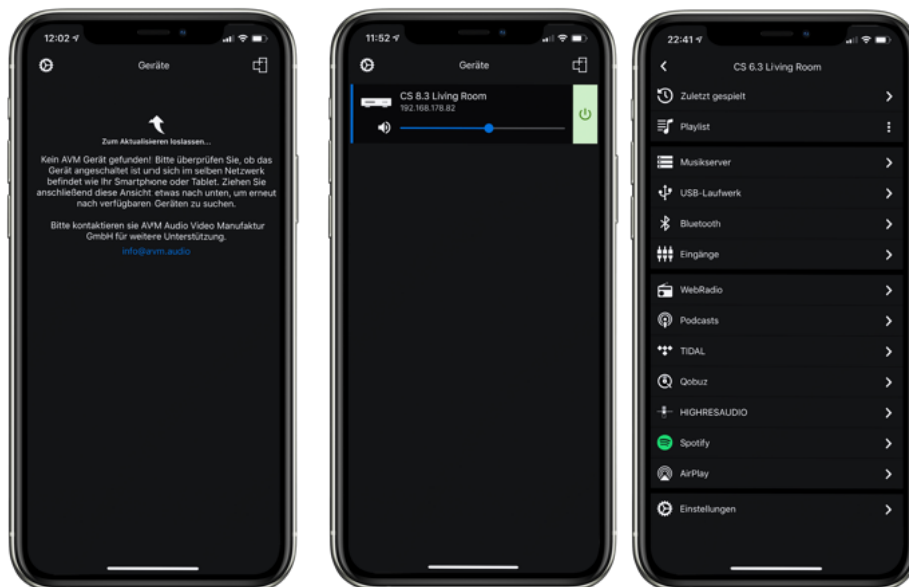 12:02
Geräte
Zum Aktualisieren loslassen...
Kein AVM Gerät gefunden! Bitte überprüfen Sie, ob das
Gerät angeschaltet ist und sich im selben Netzwerk
befindet wie Ihr Smartphone oder Tablet. Ziehen Sie
anschließend diese Ansicht etwas nach unten, um erneut
nach verfügbaren Geräten zu suchen.
Bitte kontaktieren sie AVM Audio Video Manufaktur
GmbH für weitere Unterstützung.
info@avm.audio
11:52
Geräte
CS 8.3 Living Room
192.168.178.82
22:41
CS 6.3 Living Room
Zuletzt gespielt
Playlist
Musikserver
USB-Laufwerk
Bluetooth
Eingänge
WebRadio
Podcasts
TIDAL
Qobuz
HIGHRESAUDIO
Spotify
AirPlay
Einstellungen